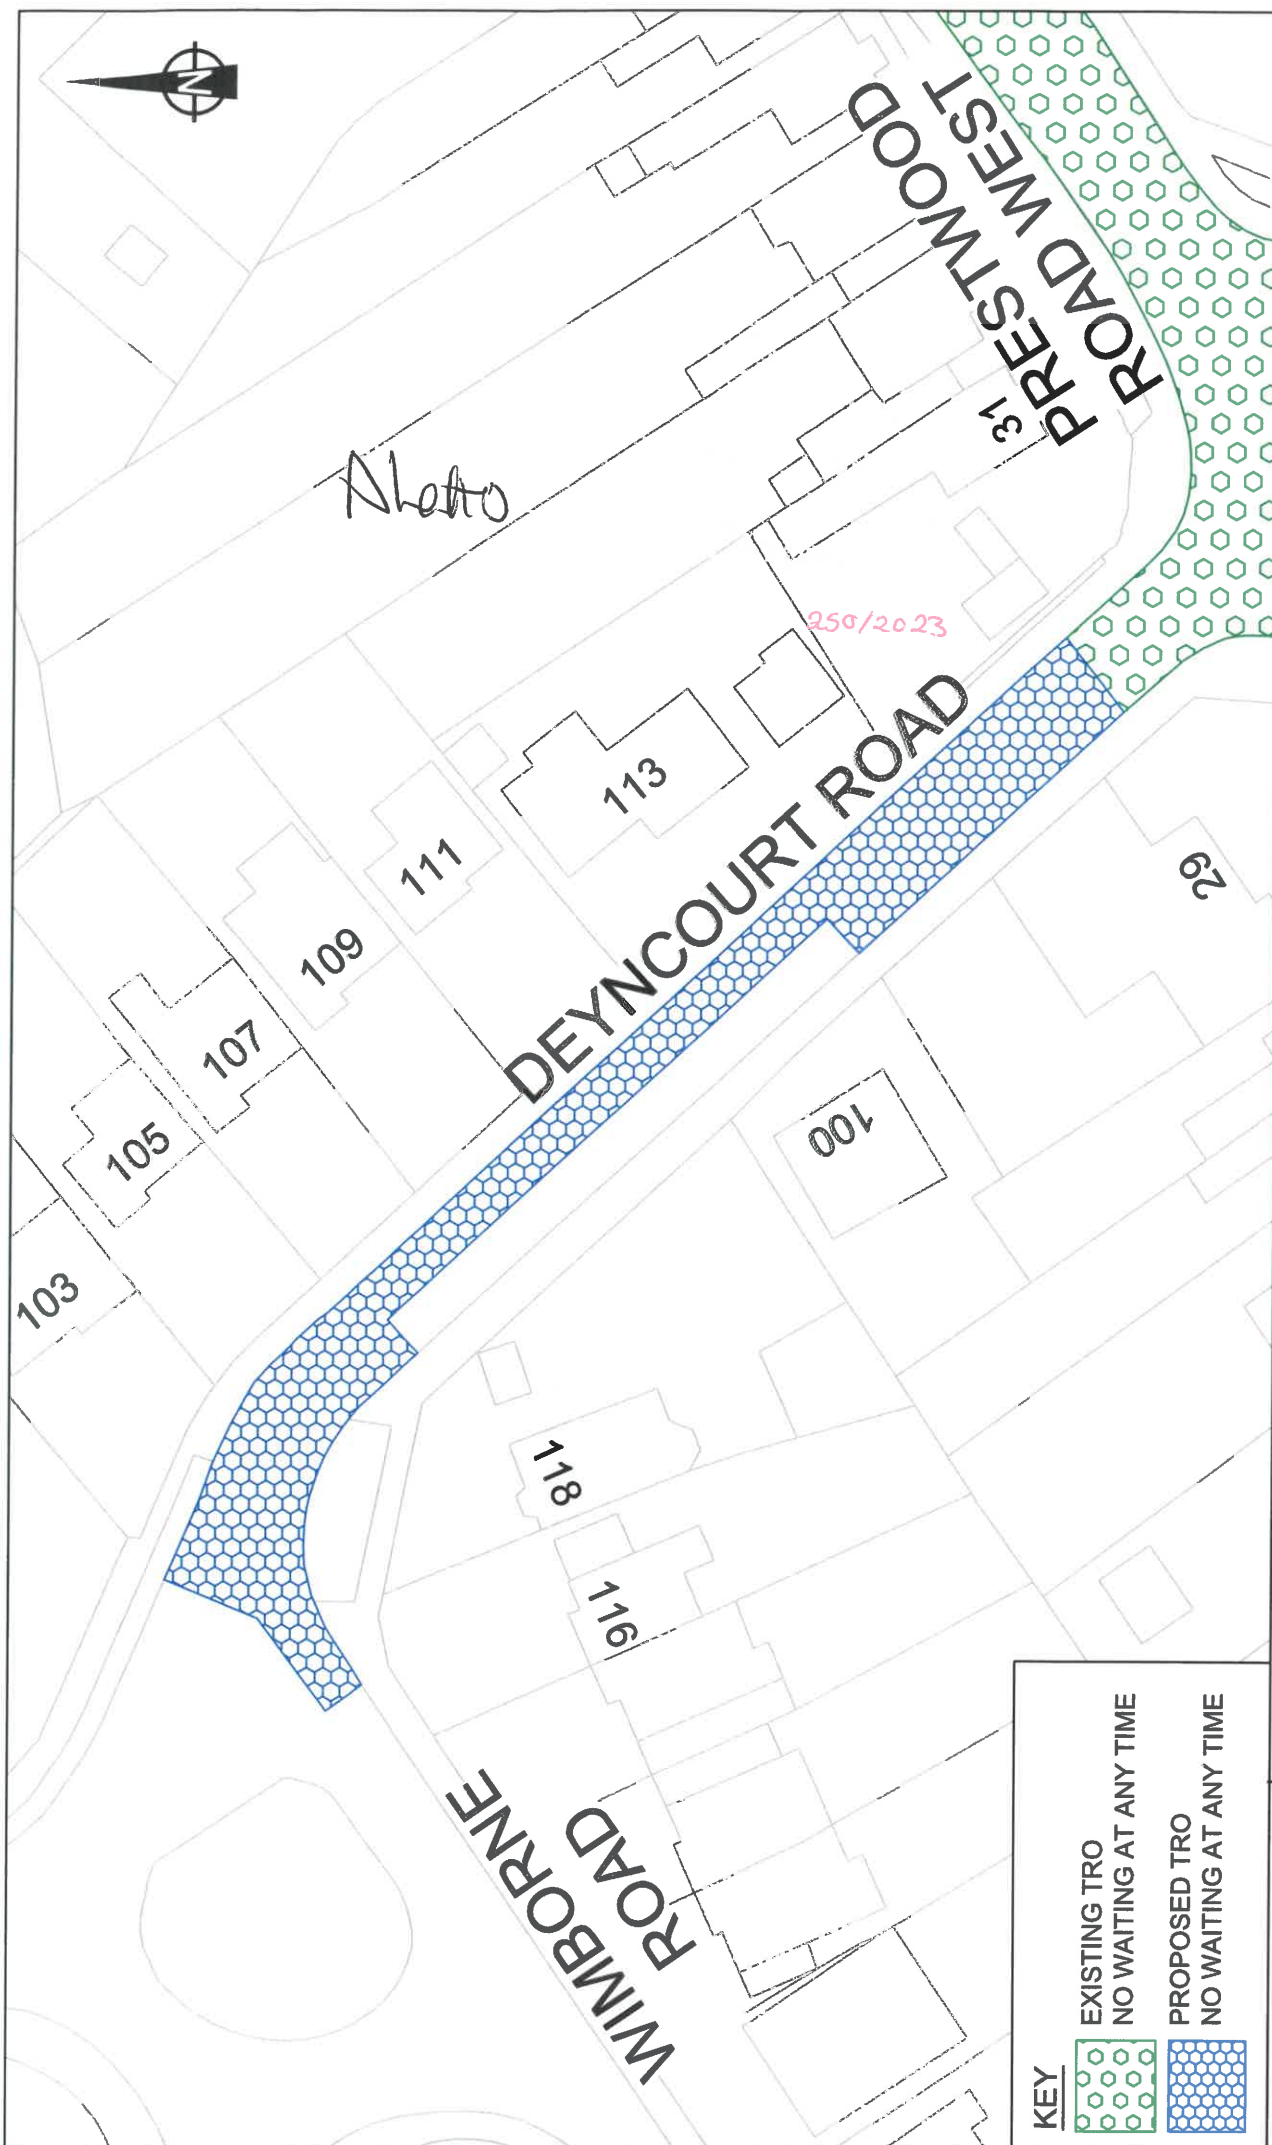 N
PRESTWOOD
ROAD WEST
31
250/2023
DEYNCOURT ROAD
113
111
109
107
105
103
29
100
118
116
WIMBORNE
ROAD
KEY
EXISTING TRO
NO WAITING AT ANY TIME
PROPOSED TRO
NO WAITING AT ANY TIME